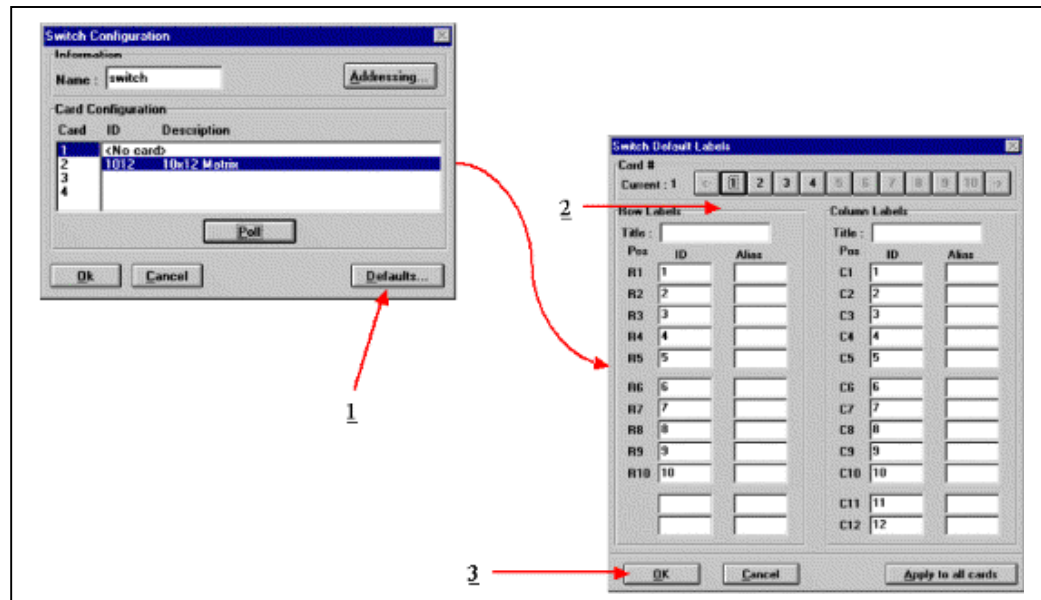 Switch Configuration
Information
Name : switch
Addressing...
Card Configuration
Card ID Description
1 <No card>
2 1012 10x12 Matrix
3
4
Poll
Ok Cancel Defaults...
1
Switch Default Labels
Card #
Current : 1 <- 1 2 3 4 5 6 7 8 9 10 ->
2
Row Labels Column Labels
Title : Title :
Pos ID Alias Pos ID Alias
R1 1 C1 1
R2 2 C2 2
R3 3 C3 3
R4 4 C4 4
R5 5 C5 5
R6 6 C6 6
R7 7 C7 7
R8 8 C8 8
R9 9 C9 9
R10 10 C10 10
C11 11
C12 12
3
OK Cancel Apply to all cards